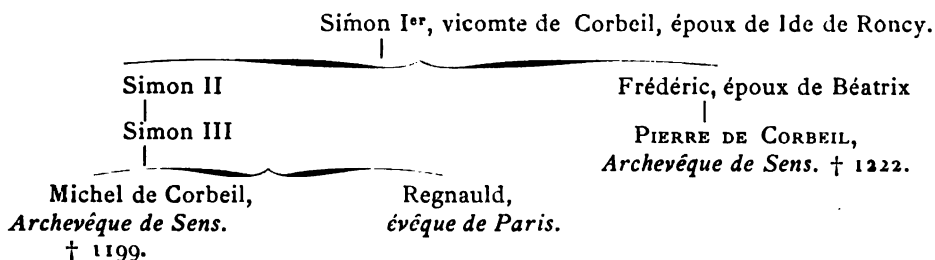 Simon Iᵉʳ, vicomte de Corbeil, époux de Ide de Roncy.
Simon II
Frédéric, époux de Béatrix
Simon III
PIERRE DE CORBEIL,
Archevêque de Sens. † 1222.
Michel de Corbeil,
Archevêque de Sens.
† 1199.
Regnauld,
évêque de Paris.